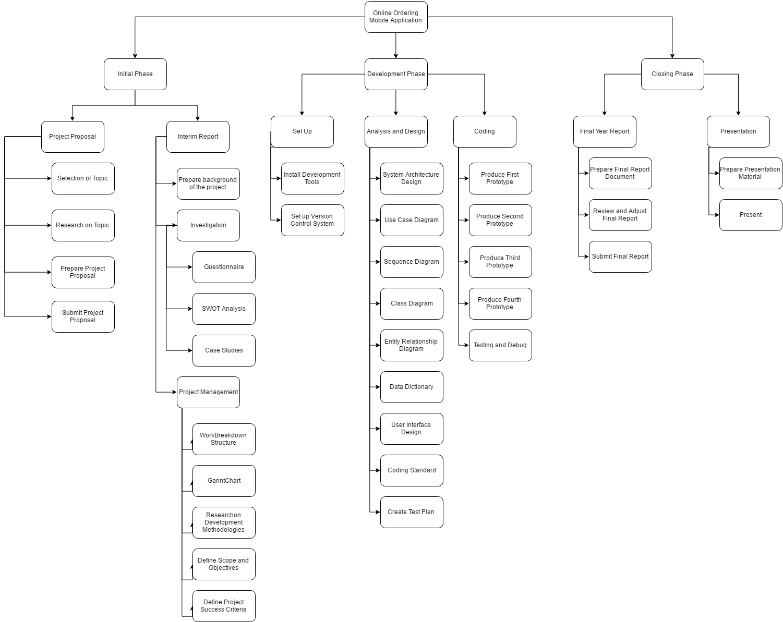 Online Ordering
Mobile Application
Initial Phase
Development Phase
Closing Phase
Project Proposal
Interim Report
Set Up
Analysis and Design
Coding
Final Year Report
Presentation
Selection of Topic
Research on Topic
Prepare Project
Proposal
Submit Project
Proposal
Prepare background
of the project
Investigation
Questionnaire
SWOT Analysis
Case Studies
Project Management
WorkBreakdown
Structure
GanntChart
Researchon
Development
Methodologies
Define Scope and
Objectives
Define Project
Success Criteria
Install Development
Tools
Set up Version
Control System
System Architecture
Design
Use Case Diagram
Sequence Diagram
Class Diagram
Entity Relationship
Diagram
Data Dictionary
User Interface
Design
Coding Standard
Create Test Plan
Produce First
Prototype
Produce Second
Prototype
Produce Third
Prototype
Produce Fourth
Prototype
Testing and Debug
Prepare Final Report
Document
Review and Adjust
Final Report
Submit Final Report
Prepare Presentation
Material
Present